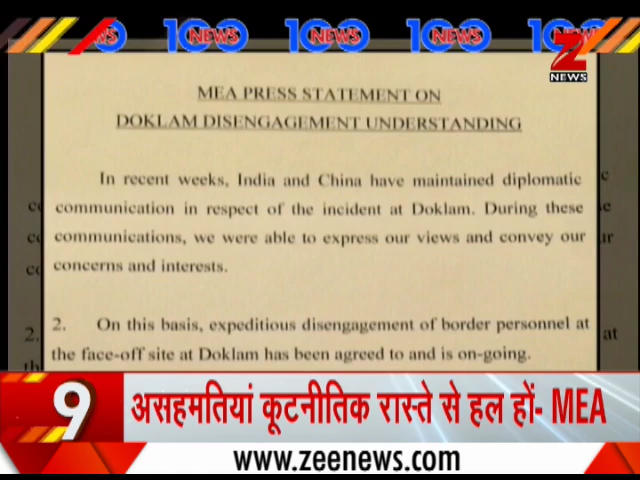 100 NEWS 100 NEWS 100 NEWS 100
Z NEWS
MEA PRESS STATEMENT ON
DOKLAM DISENGAGEMENT UNDERSTANDING
In recent weeks, India and China have maintained diplomatic
communication in respect of the incident at Doklam. During these
communications, we were able to express our views and convey our
concerns and interests.
2. On this basis, expeditious disengagement of border personnel at
the face-off site at Doklam has been agreed to and is on-going.
9 असहमतियां कूटनीतिक रास्ते से हल हों- MEA
www.zeenews.com